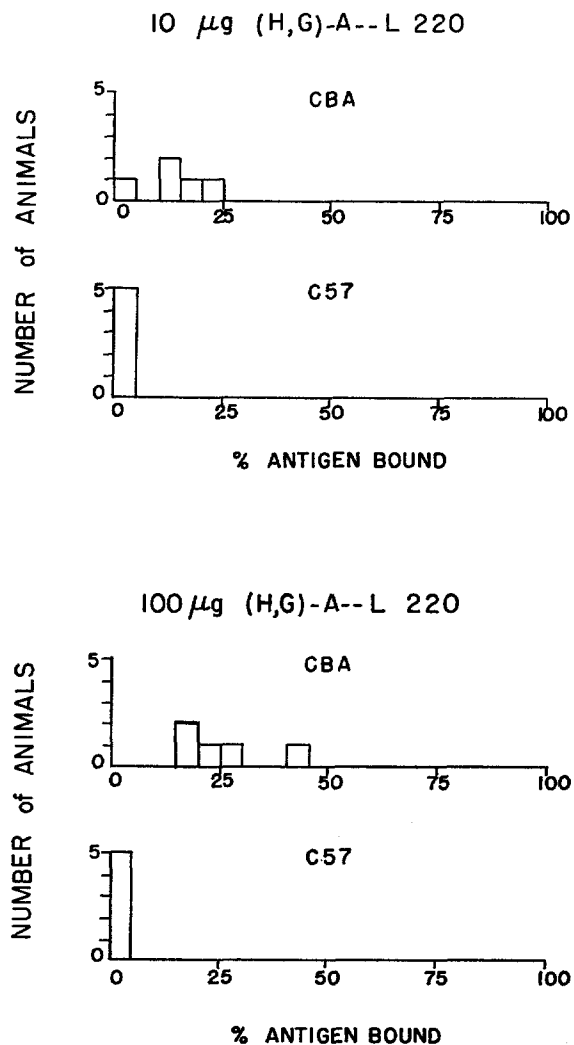 10 μg (H,G)-A--L 220
NUMBER of ANIMALS
5
CBA
0
0 25 50 75 100
5
C57
0
0 25 50 75 100
% ANTIGEN BOUND
100 μg (H,G)-A--L 220
NUMBER of ANIMALS
5
CBA
0
0 25 50 75 100
5
C57
0
0 25 50 75 100
% ANTIGEN BOUND